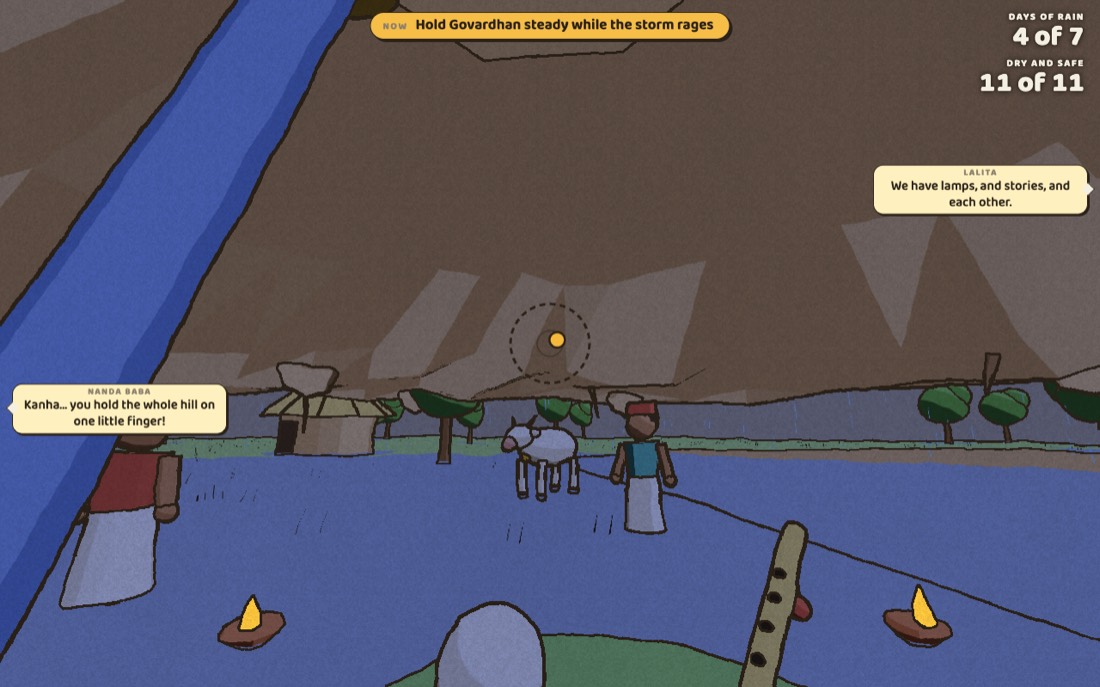 NOW Hold Govardhan steady while the storm rages
DAYS OF RAIN
4 of 7
DRY AND SAFE
11 of 11
LALITA
We have lamps, and stories, and
each other.
NANDA BABA
Kanha... you hold the whole hill on
one little finger!